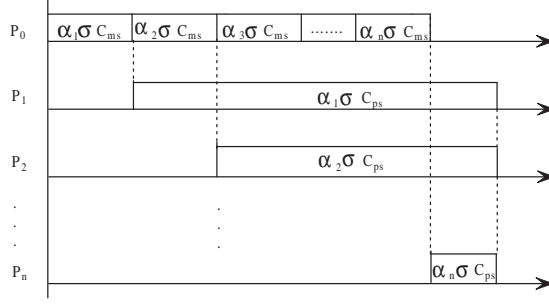 P0 α1σ Cms α2σ Cms α3σ Cms ....... αnσ Cms
P1 α1σ Cps
P2 α2σ Cps
. .
. .
. .
Pn αnσ Cps